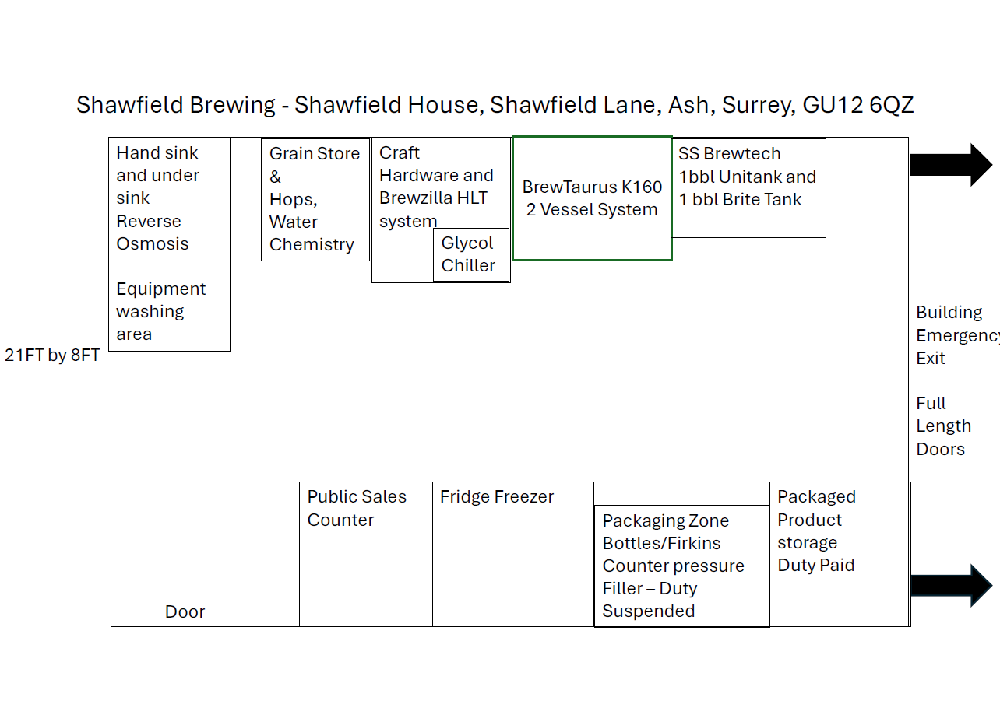 Shawfield Brewing - Shawfield House, Shawfield Lane, Ash, Surrey, GU12 6QZ
Hand sink
and under
sink
Reverse
Osmosis
Equipment
washing
area
Grain Store
&
Hops,
Water
Chemistry
Craft
Hardware and
Brewzilla HLT
system
Glycol
Chiller
BrewTaurus K160
2 Vessel System
SS Brewtech
1bbl Unitank and
1 bbl Brite Tank
21FT by 8FT
Building
Emergency
Exit
Full
Length
Doors
Door
Public Sales
Counter
Fridge Freezer
Packaging Zone
Bottles/Firkins
Counter pressure
Filler – Duty
Suspended
Packaged
Product
storage
Duty Paid